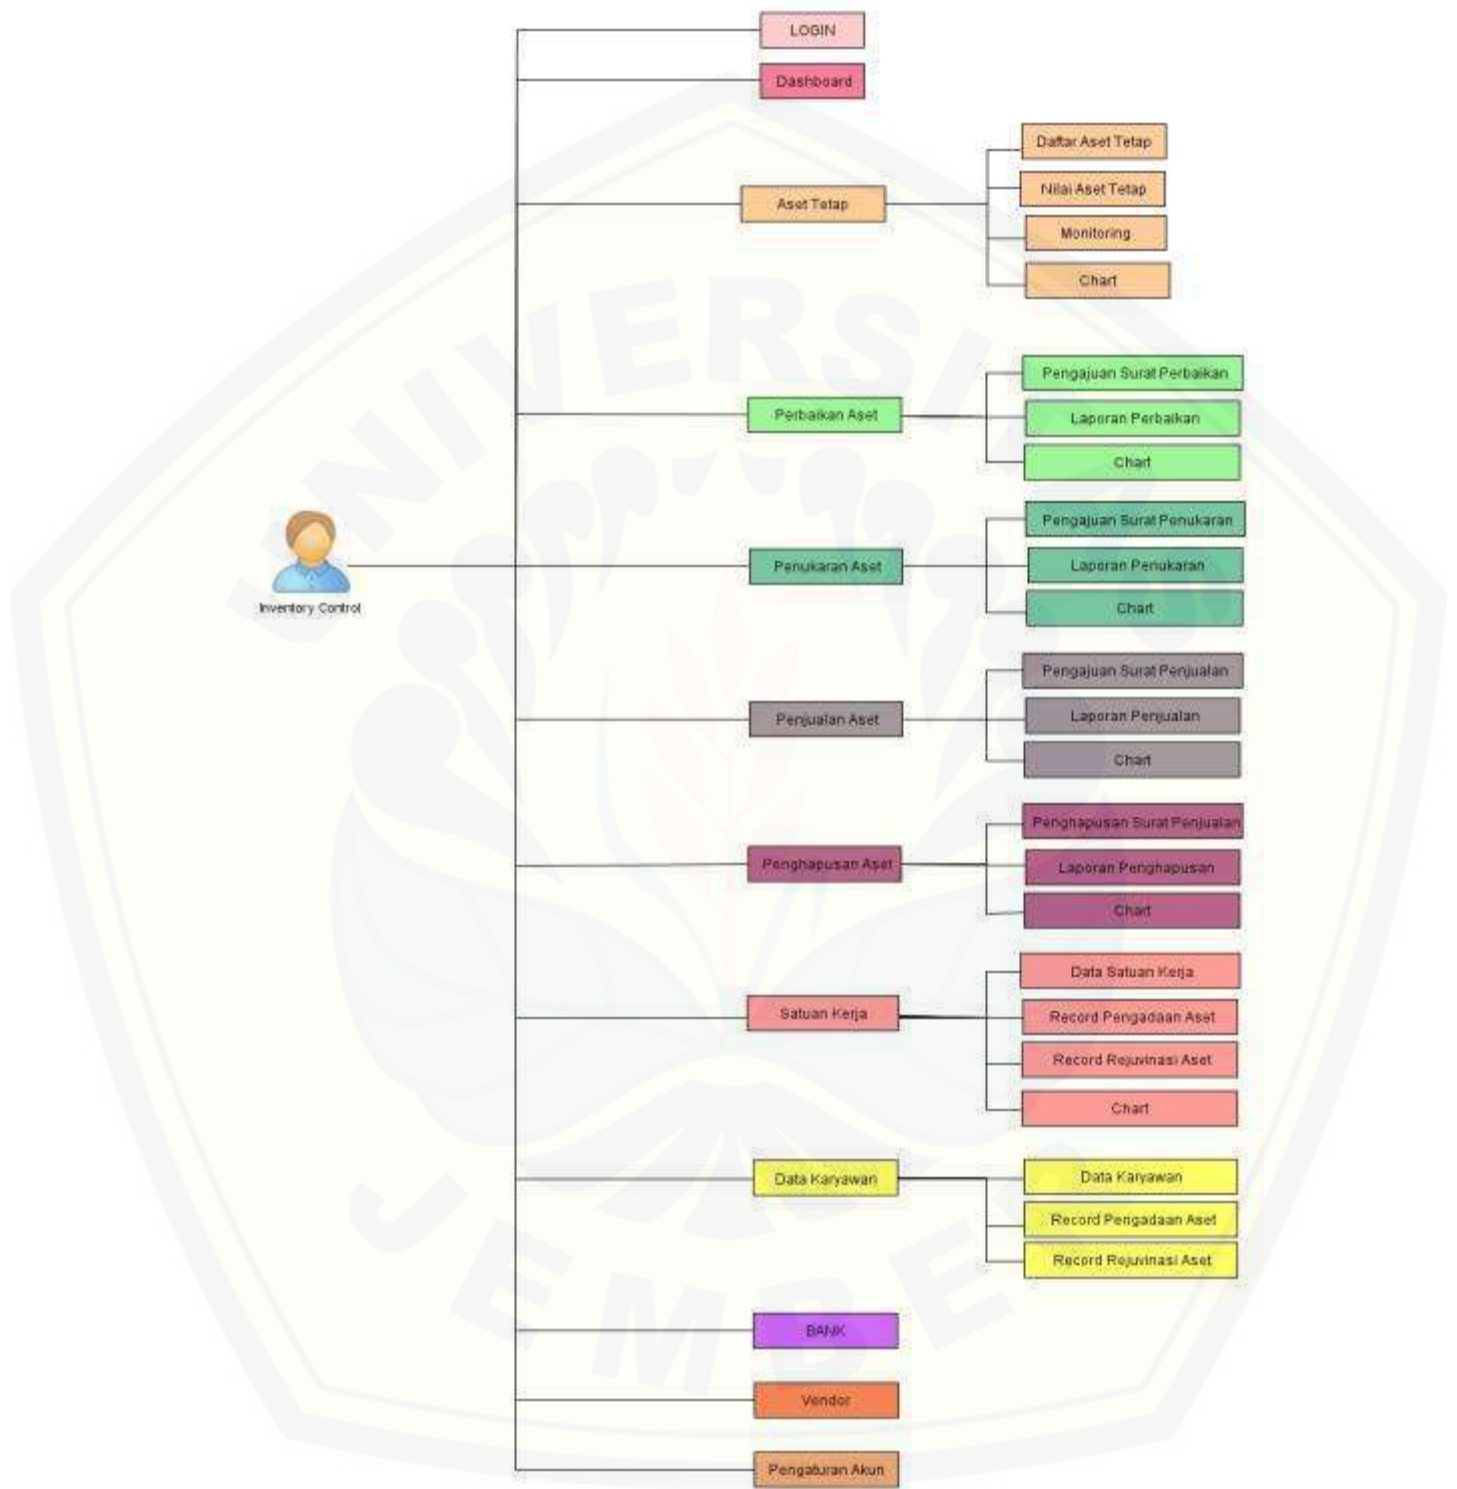 LOGIN
Dashboard
Aset Tetap
Daftar Aset Tetap
Nilai Aset Tetap
Monitoring
Chart
Perbaikan Aset
Pengajuan Surat Perbaikan
Laporan Perbaikan
Chart
Inventory Control
Penukaran Aset
Pengajuan Surat Penukaran
Laporan Penukaran
Chart
Penjualan Aset
Pengajuan Surat Penjualan
Laporan Penjualan
Chart
Penghapusan Aset
Penghapusan Surat Penjualan
Laporan Penghapusan
Chart
Satuan Kerja
Data Satuan Kerja
Record Pengadaan Aset
Record Rejuvinasi Aset
Chart
Data Karyawan
Data Karyawan
Record Pengadaan Aset
Record Rejuvinasi Aset
BANK
Vendor
Pengaturan Akun
UNIVERSITAS
JEMBER